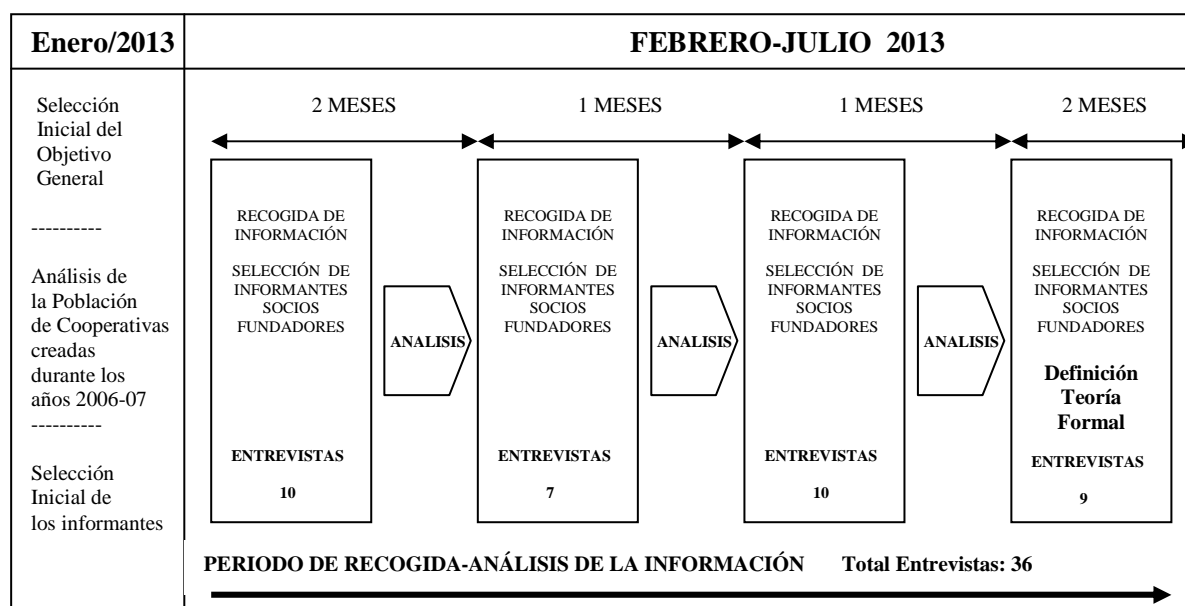 Enero/2013
FEBRERO-JULIO 2013
Selección
Inicial del
Objetivo
General
----------
Análisis de
la Población
de Cooperativas
creadas
durante los
años 2006-07
----------
Selección
Inicial de
los informantes
2 MESES
1 MESES
1 MESES
2 MESES
RECOGIDA DE
INFORMACIÓN
SELECCIÓN DE
INFORMANTES
SOCIOS
FUNDADORES
ENTREVISTAS
10
ANALISIS
RECOGIDA DE
INFORMACIÓN
SELECCIÓN DE
INFORMANTES
SOCIOS
FUNDADORES
ENTREVISTAS
7
ANALISIS
RECOGIDA DE
INFORMACIÓN
SELECCIÓN DE
INFORMANTES
SOCIOS
FUNDADORES
ENTREVISTAS
10
ANALISIS
RECOGIDA DE
INFORMACIÓN
SELECCIÓN DE
INFORMANTES
SOCIOS
FUNDADORES
Definición
Teoría
Formal
ENTREVISTAS
9
PERIODO DE RECOGIDA-ANÁLISIS DE LA INFORMACIÓN Total Entrevistas: 36